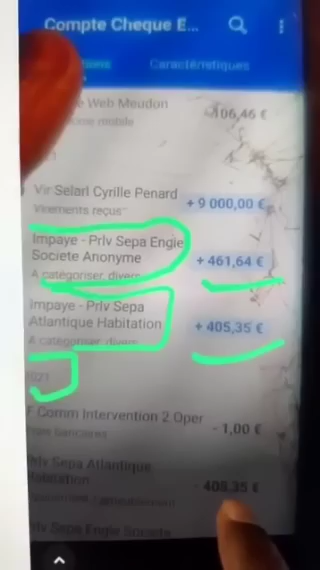 Compte Cheque E...
Caractéristiques
Web Meudon
106,46 €
mobile
Vir Selarl Cyrille Penard
+ 9 000,00 €
Virements reçus
Impaye - Prlv Sepa Engie
Societe Anonyme
+ 461,64 €
A catégoriser, divers
Impaye - Prlv Sepa
Atlantique Habitation
+ 405,35 €
A catégoriser, divers
2021
F Comm Intervention 2 Oper
- 1,00 €
bancaires
Prlv Sepa Atlantique
Habitation
Prlv Sepa Engie Societe